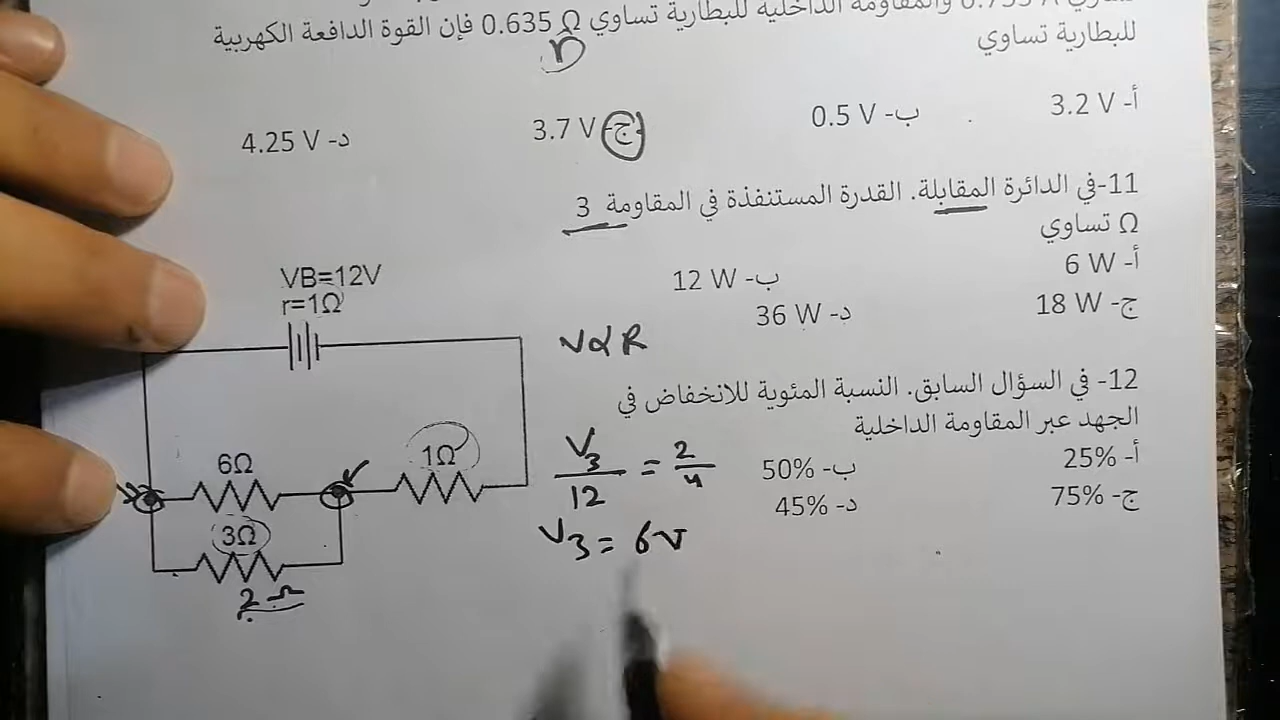 والمقاومة الداخلية للبطارية تساوي 0.635 Ω فإن القوة الدافعة الكهربية
للبطارية تساوي
r
أ- 3.2 V ب- 0.5 V ج- 3.7 V د- 4.25 V
11-في الدائرة المقابلة. القدرة المستنفذة في المقاومة 3
Ω تساوي
أ- 6 W ب- 12 W
ج- 18 W د- 36 W
VB=12V
r=1Ω
6Ω
1Ω
3Ω
2Ω
V α R
V3/12 = 2/4
V3 = 6V
12- في السؤال السابق. النسبة المئوية للانخفاض في
الجهد عبر المقاومة الداخلية
أ- 25% ب- 50%
ج- 75% د- 45%